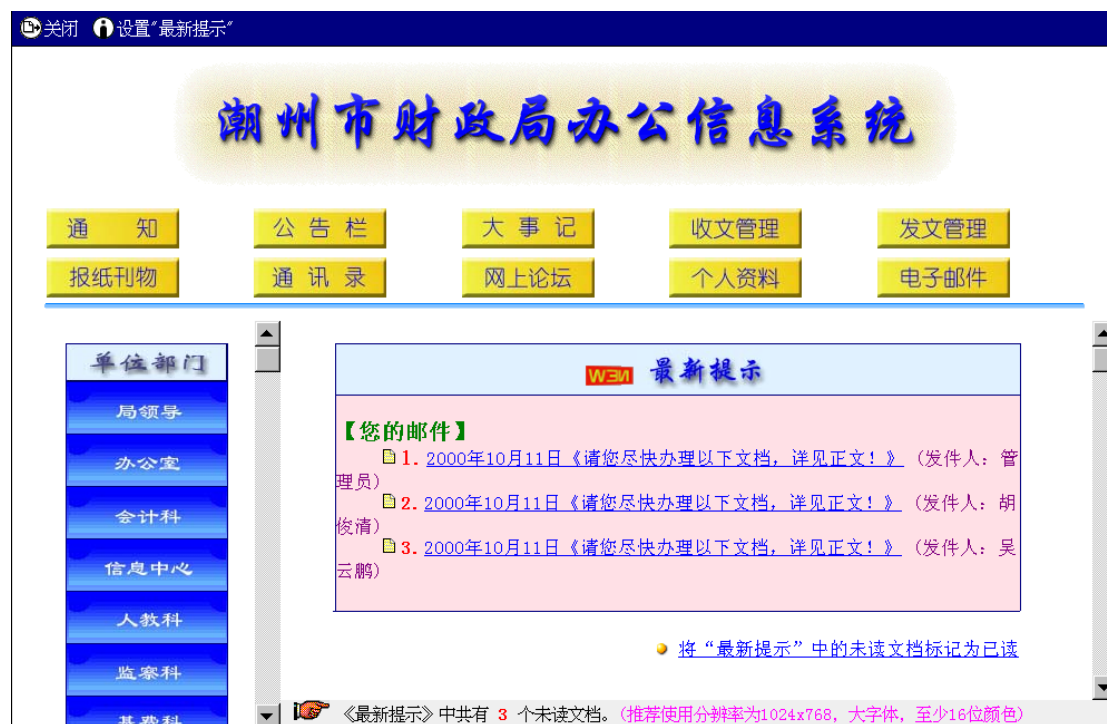 关闭 设置"最新提示"
潮州市财政局办公信息系统
通知 公告栏 大事记 收文管理 发文管理
报纸刊物 通讯录 网上论坛 个人资料 电子邮件
单位部门
局领导
办公室
会计科
信息中心
人教科
监察科
基费科
NEW 最新提示
【您的邮件】
1. 2000年10月11日《请您尽快办理以下文档，详见正文！》（发件人：管
理员）
2. 2000年10月11日《请您尽快办理以下文档，详见正文！》（发件人：胡
俊清）
3. 2000年10月11日《请您尽快办理以下文档，详见正文！》（发件人：吴
云鹏）
将“最新提示”中的未读文档标记为已读
《最新提示》中共有 3 个未读文档。（推荐使用分辨率为1024x768，大字体，至少16位颜色）